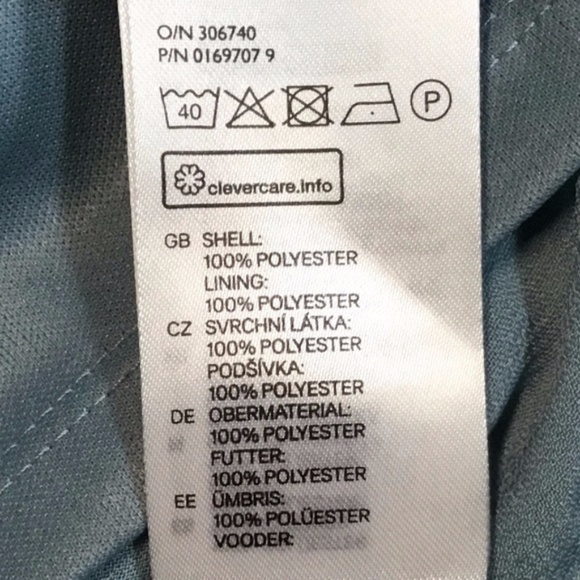 O/N 306740
P/N 0169707 9
40 P
clevercare.info
GB SHELL:
100% POLYESTER
LINING:
100% POLYESTER
CZ SVRCHNÍ LÁTKA:
100% POLYESTER
PODŠÍVKA:
100% POLYESTER
DE OBERMATERIAL:
100% POLYESTER
FUTTER:
100% POLYESTER
EE ÜMBRIS:
100% POLÜESTER
VOODER: